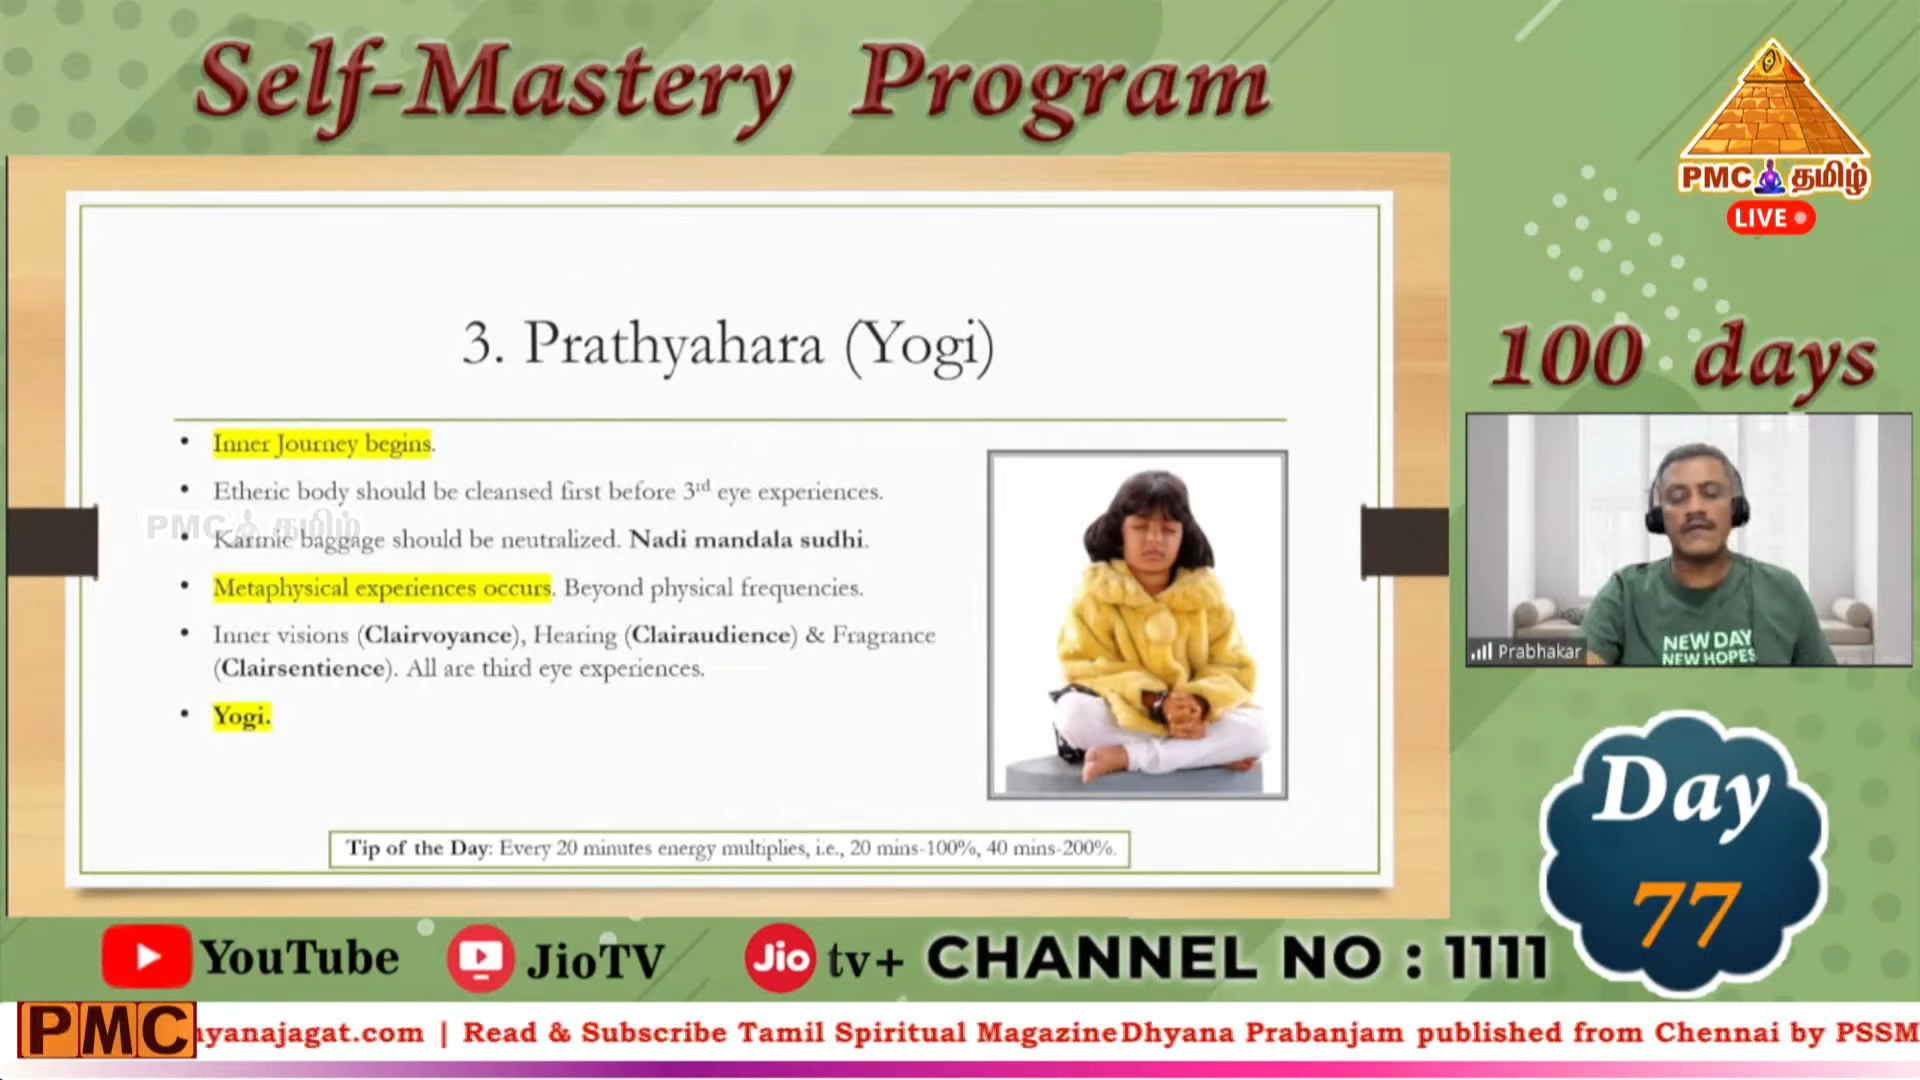 Self-Mastery Program
PMC தமிழ்
LIVE
3. Prathyahara (Yogi)
• Inner Journey begins.
• Etheric body should be cleansed first before 3rd eye experiences.
PMC தமிழ்
• Karmic baggage should be neutralized. Nadi mandala sudhi.
• Metaphysical experiences occurs. Beyond physical frequencies.
• Inner visions (Clairvoyance), Hearing (Clairaudience) & Fragrance
(Clairsentience). All are third eye experiences.
• Yogi.
Tip of the Day: Every 20 minutes energy multiplies, i.e., 20 mins-100%, 40 mins-200%.
100 days
NEW DAY
NEW HOPES
Prabhakar
Day
77
YouTube JioTV Jio tv+ CHANNEL NO : 1111
PMC hyanajagat.com | Read & Subscribe Tamil Spiritual Magazine Dhyana Prabanjam published from Chennai by PSSM